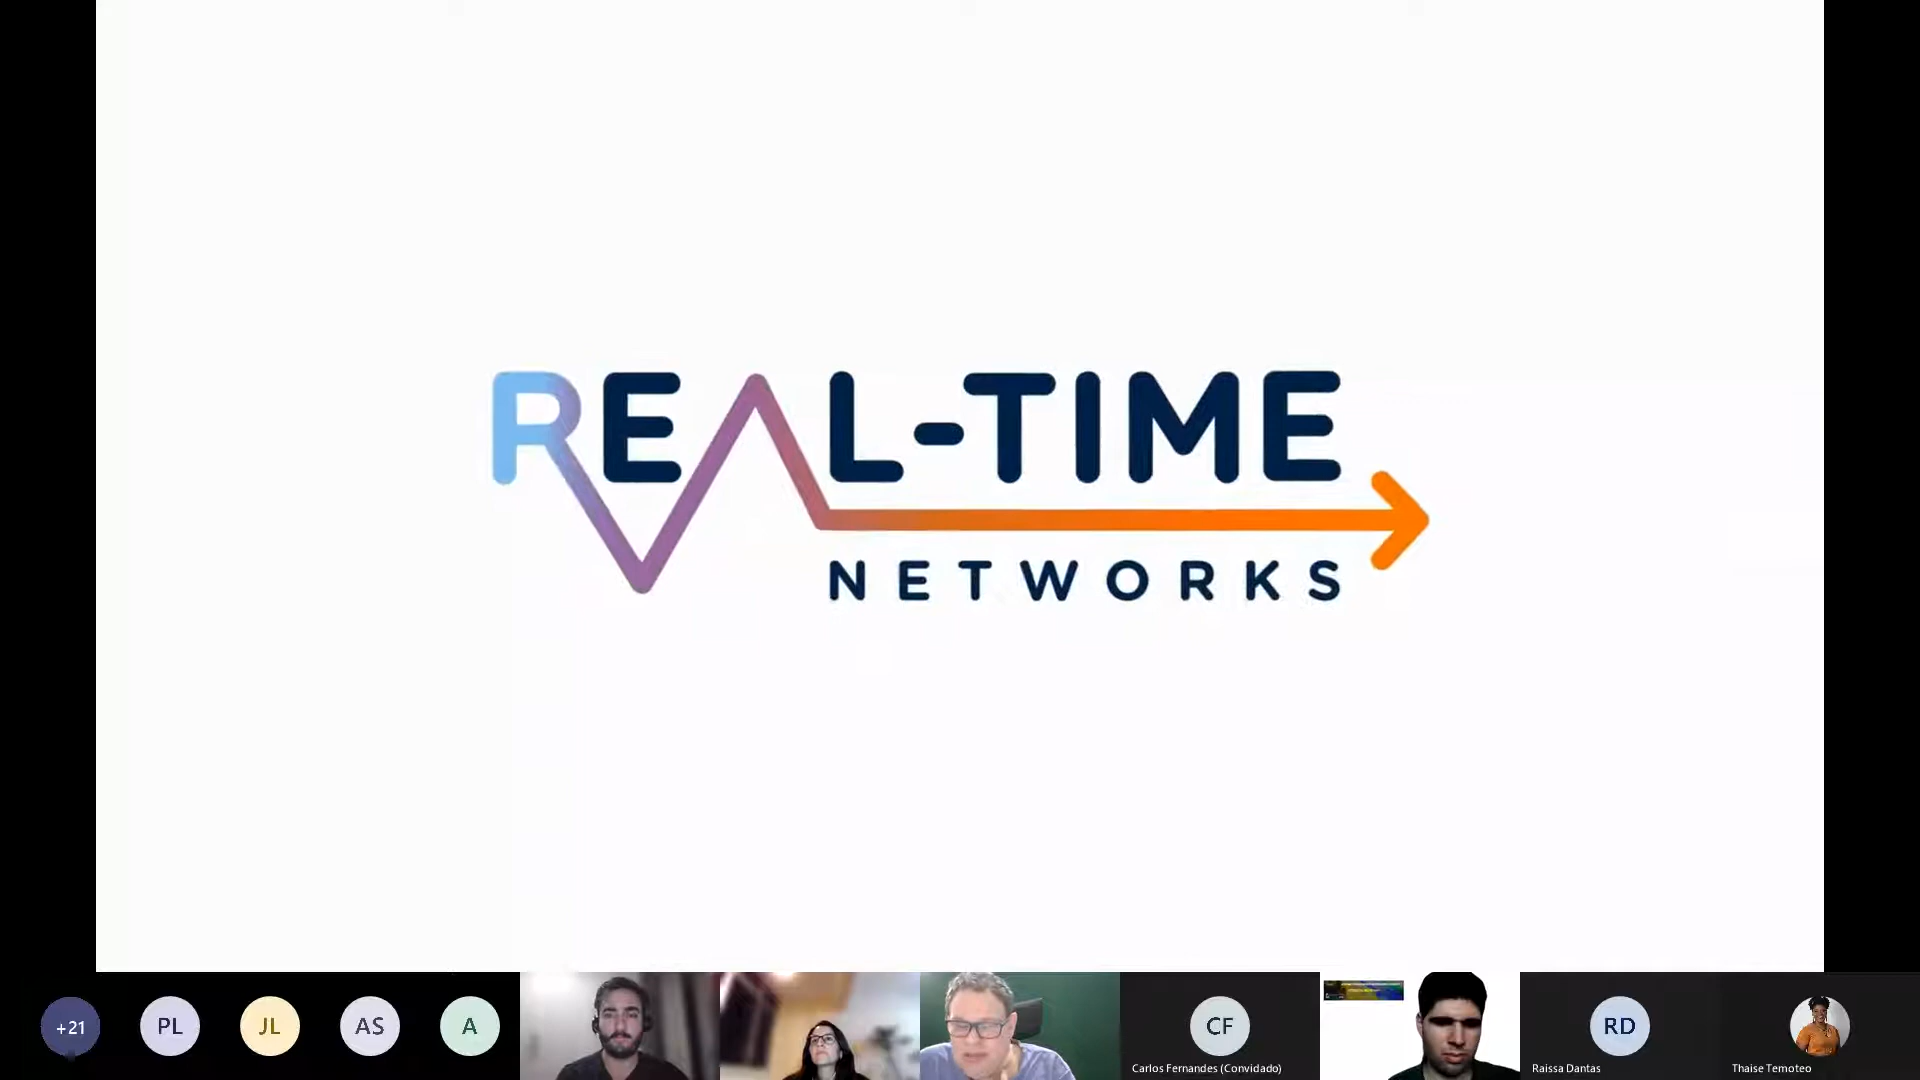 REAL-TIME
NETWORKS
+21
PL
JL
AS
A
CF
Carlos Fernandes (Convidado)
RD
Raissa Dantas
Thaise Temoteo